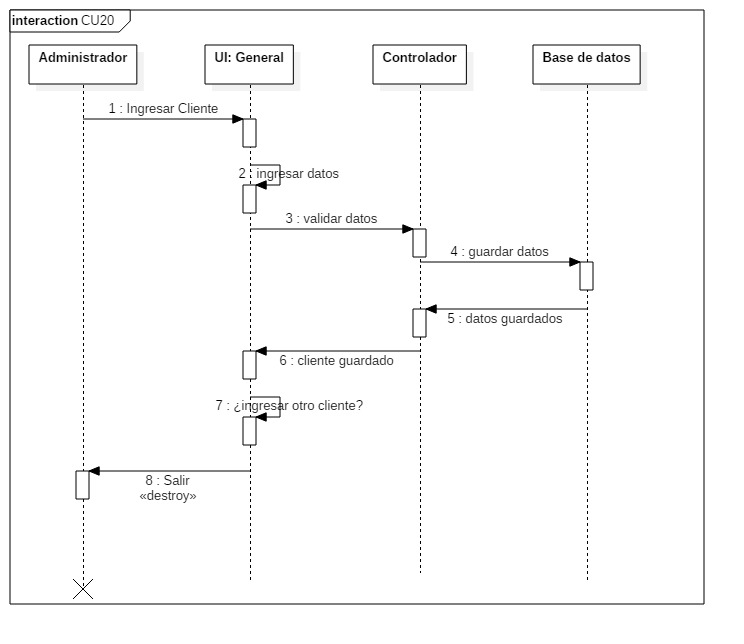 interaction CU20
Administrador
UI: General
Controlador
Base de datos
1 : Ingresar Cliente
2 : ingresar datos
3 : validar datos
4 : guardar datos
5 : datos guardados
6 : cliente guardado
7 : ¿ingresar otro cliente?
8 : Salir
«destroy»